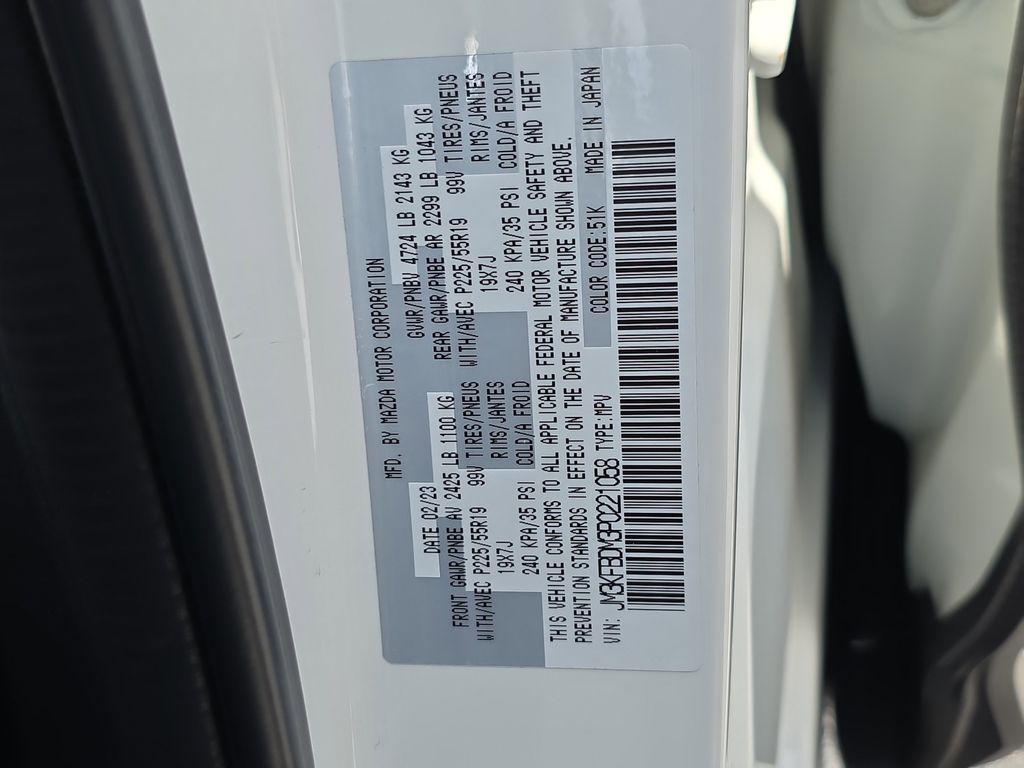 MFD. BY MAZDA MOTOR CORPORATION
DATE 02/23 GVWR/PNBV 4724 LB 2143 KG
FRONT GAWR/PNBE AV 2425 LB 1100 KG REAR GAWR/PNBE AR 2299 LB 1043 KG
WITH/AVEC P225/55R19 99V TIRES/PNEUS WITH/AVEC P225/55R19 99V TIRES/PNEUS
19X7J RIMS/JANTES 19X7J RIMS/JANTES
240 KPA/35 PSI COLD/A FROID 240 KPA/35 PSI COLD/A FROID
THIS VEHICLE CONFORMS TO ALL APPLICABLE FEDERAL MOTOR VEHICLE SAFETY AND THEFT
PREVENTION STANDARDS IN EFFECT ON THE DATE OF MANUFACTURE SHOWN ABOVE.
COLOR CODE:51K MADE IN JAPAN
VIN: JM3KFBDM3P0221058 TYPE:MPV